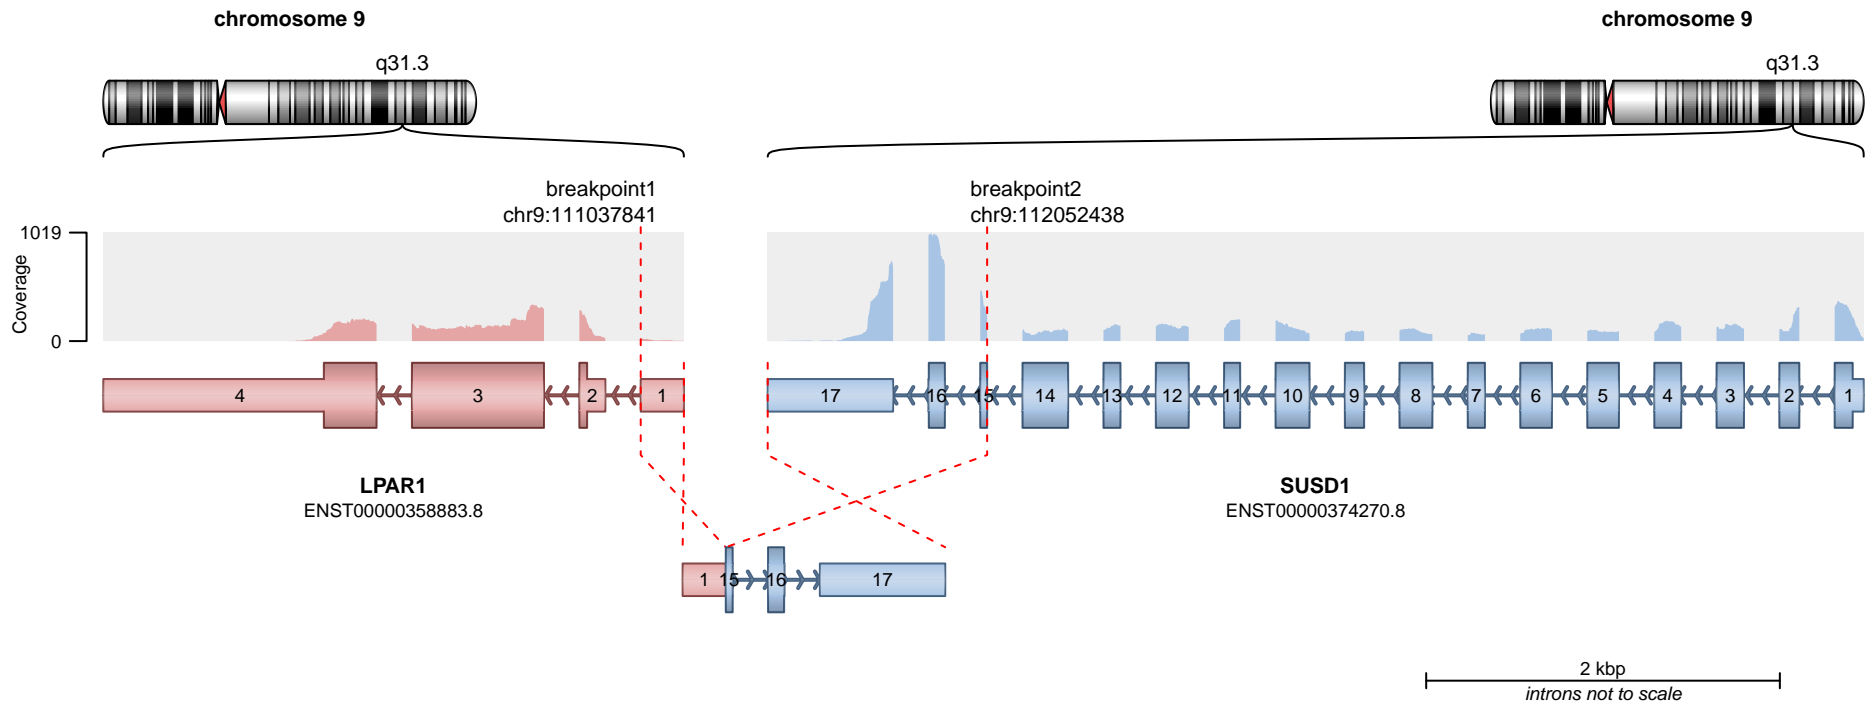 chromosome 9
chromosome 9
q31.3
q31.3
breakpoint1
chr9:111037841
breakpoint2
chr9:112052438
1019
0
Coverage
4
3
2
1
17
16
15
14
13
12
11
10
9
8
7
6
5
4
3
2
1
LPAR1
ENST00000358883.8
SUSD1
ENST00000374270.8
1
15
16
17
2 kbp
introns not to scale